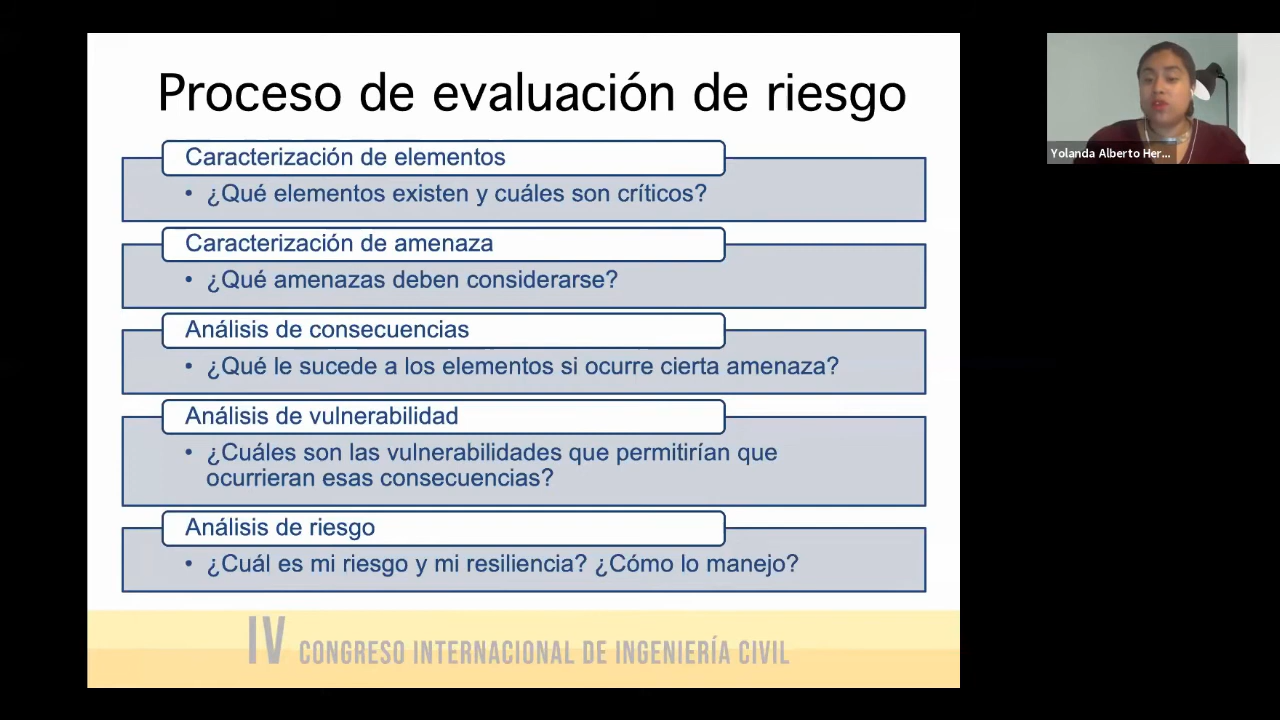 Proceso de evaluación de riesgo
Caracterización de elementos
• ¿Qué elementos existen y cuáles son críticos?
Caracterización de amenaza
• ¿Qué amenazas deben considerarse?
Análisis de consecuencias
• ¿Qué le sucede a los elementos si ocurre cierta amenaza?
Análisis de vulnerabilidad
• ¿Cuáles son las vulnerabilidades que permitirían que
ocurrieran esas consecuencias?
Análisis de riesgo
• ¿Cuál es mi riesgo y mi resiliencia? ¿Cómo lo manejo?
IV CONGRESO INTERNACIONAL DE INGENIERÍA CIVIL
Yolanda Alberto Her...